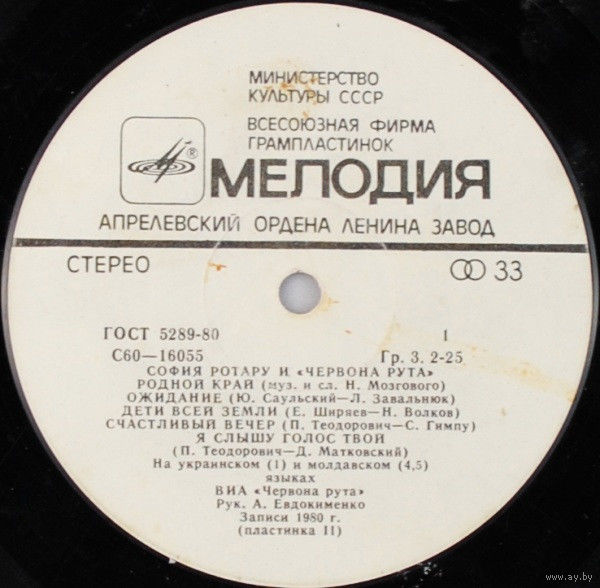 МИНИСТЕРСТВО
КУЛЬТУРЫ СССР
ВСЕСОЮЗНАЯ ФИРМА
ГРАМПЛАСТИНОК
®
МЕЛОДИЯ
АПРЕЛЕВСКИЙ ОРДЕНА ЛЕНИНА ЗАВОД
СТЕРЕО 33
ГОСТ 5289-80 1
С60—16055 Гр. 3. 2-25
СОФИЯ РОТАРУ И «ЧЕРВОНА РУТА»
РОДНОЙ КРАЙ (муз. и сл. Н. Мозгового)
ОЖИДАНИЕ (Ю. Саульский—Л. Завальнюк)
ДЕТИ ВСЕЙ ЗЕМЛИ (Е. Ширяев—Н. Волков)
СЧАСТЛИВЫЙ ВЕЧЕР (П. Теодорович—С. Гимпу)
Я СЛЫШУ ГОЛОС ТВОЙ
(П. Теодорович—Д. Матковский)
На украинском (1) и молдавском (4,5)
языках
ВИА «Червона рута»
Рук. А. Евдокименко
Записи 1980 г.
(пластинка II)
www.ay.by